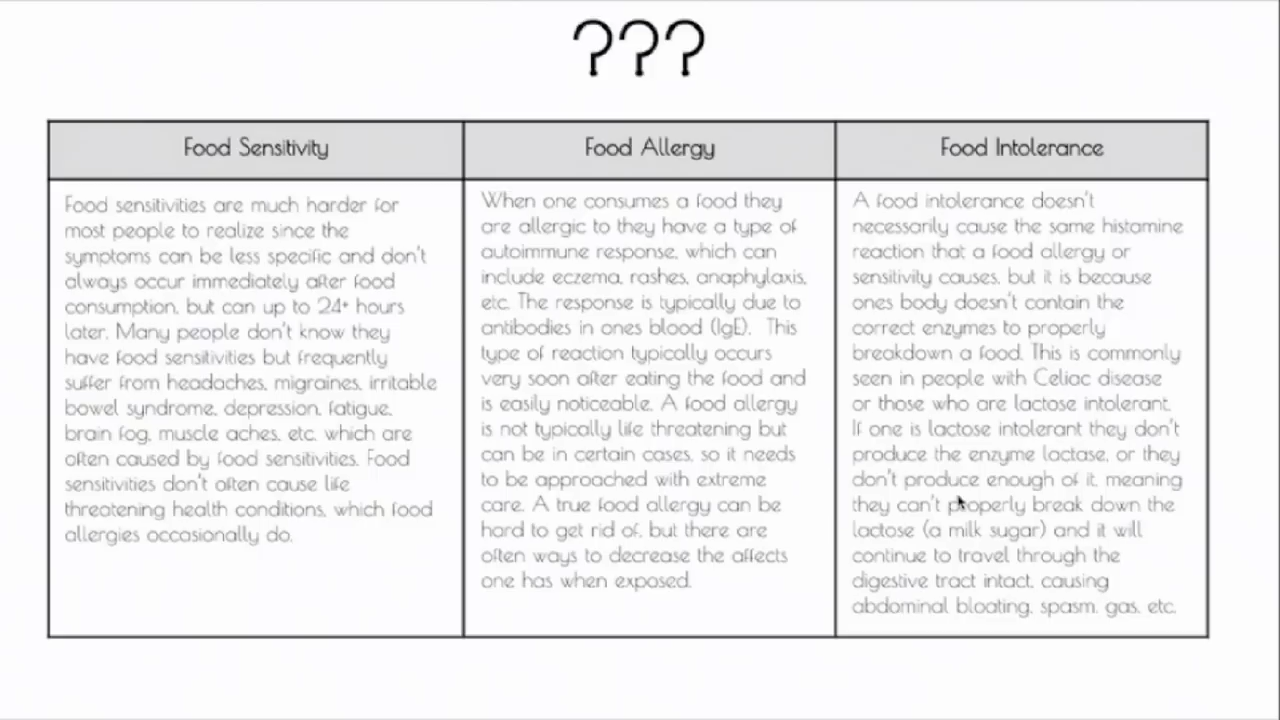 ???
Food Sensitivity
Food sensitivities are much harder for
most people to realize since the
symptoms can be less specific and don't
always occur immediately after food
consumption, but can up to 24+ hours
later. Many people don't know they
have food sensitivities but frequently
suffer from headaches, migraines, irritable
bowel syndrome, depression, fatigue,
brain fog, muscle aches, etc. which are
often caused by food sensitivities. Food
sensitivities don't often cause life
threatening health conditions, which food
allergies occasionally do.
Food Allergy
When one consumes a food they
are allergic to they have a type of
autoimmune response, which can
include eczema, rashes, anaphylaxis,
etc. The response is typically due to
antibodies in ones blood (IgE).  This
type of reaction typically occurs
very soon after eating the food and
is easily noticeable. A food allergy
is not typically life threatening but
can be in certain cases, so it needs
to be approached with extreme
care. A true food allergy can be
hard to get rid of, but there are
often ways to decrease the affects
one has when exposed.
Food Intolerance
A food intolerance doesn't
necessarily cause the same histamine
reaction that a food allergy or
sensitivity causes, but it is because
ones body doesn't contain the
correct enzymes to properly
breakdown a food. This is commonly
seen in people with Celiac disease
or those who are lactose intolerant.
If one is lactose intolerant they don't
produce the enzyme lactase, or they
don't produce enough of it, meaning
they can't properly break down the
lactose (a milk sugar) and it will
continue to travel through the
digestive tract intact, causing
abdominal bloating, spasm, gas, etc.